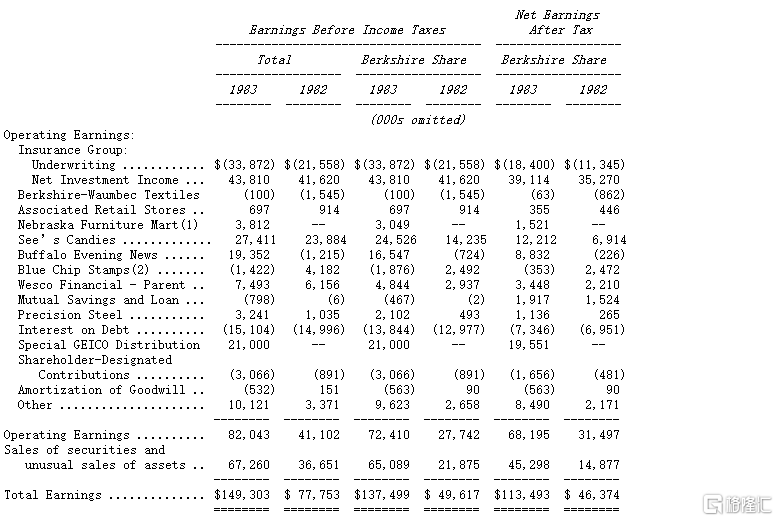 Net Earnings
Earnings Before Income Taxes After Tax
Total Berkshire Share Berkshire Share
1983 1982 1983 1982 1983 1982
(000s omitted)
Operating Earnings:
Insurance Group:
Underwriting ............ $(33,872) $(21,558) $(33,872) $(21,558) $(18,400) $(11,345)
Net Investment Income ... 43,810 41,620 43,810 41,620 39,114 35,270
Berkshire-Waumbec Textiles (100) (1,545) (100) (1,545) (63) (862)
Associated Retail Stores .. 697 914 697 914 355 446
Nebraska Furniture Mart(1) 3,812 -- 3,049 -- 1,521 --
See's Candies ............. 27,411 23,884 24,526 14,235 12,212 6,914
Buffalo Evening News ...... 19,352 (1,215) 16,547 (724) 8,832 (226)
Blue Chip Stamps(2) ....... (1,422) 4,182 (1,876) 2,492 (353) 2,472
Wesco Financial - Parent .. 7,493 6,156 4,844 2,937 3,448 2,210
Mutual Savings and Loan ... (798) (6) (467) (2) 1,917 1,524
Precision Steel ........... 3,241 1,035 2,102 493 1,136 265
Interest on Debt .......... (15,104) (14,996) (13,844) (12,977) (7,346) (6,951)
Special GEICO Distribution 21,000 -- 21,000 -- 19,551 --
Shareholder-Designated
Contributions .......... (3,066) (891) (3,066) (891) (1,656) (481)
Amortization of Goodwill .. (532) 151 (563) 90 (563) 90
Other ..................... 10,121 3,371 9,623 2,658 8,490 2,171
Operating Earnings .......... 82,043 41,102 72,410 27,742 68,195 31,497
Sales of securities and
unusual sales of assets .. 67,260 36,651 65,089 21,875 45,298 14,877
Total Earnings .............. $149,303 $ 77,753 $137,499 $ 49,617 $113,493 $ 46,374
格隆汇